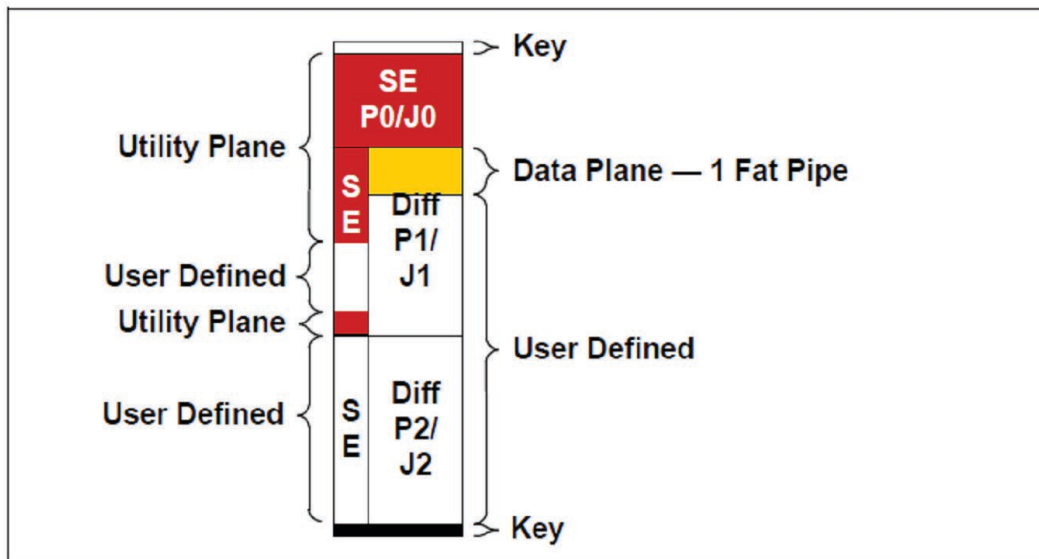 Key
SE
P0/J0
Utility Plane
Data Plane — 1 Fat Pipe
S
E
Diff
P1/
J1
User Defined
Utility Plane
User Defined
User Defined
S
E
Diff
P2/
J2
Key